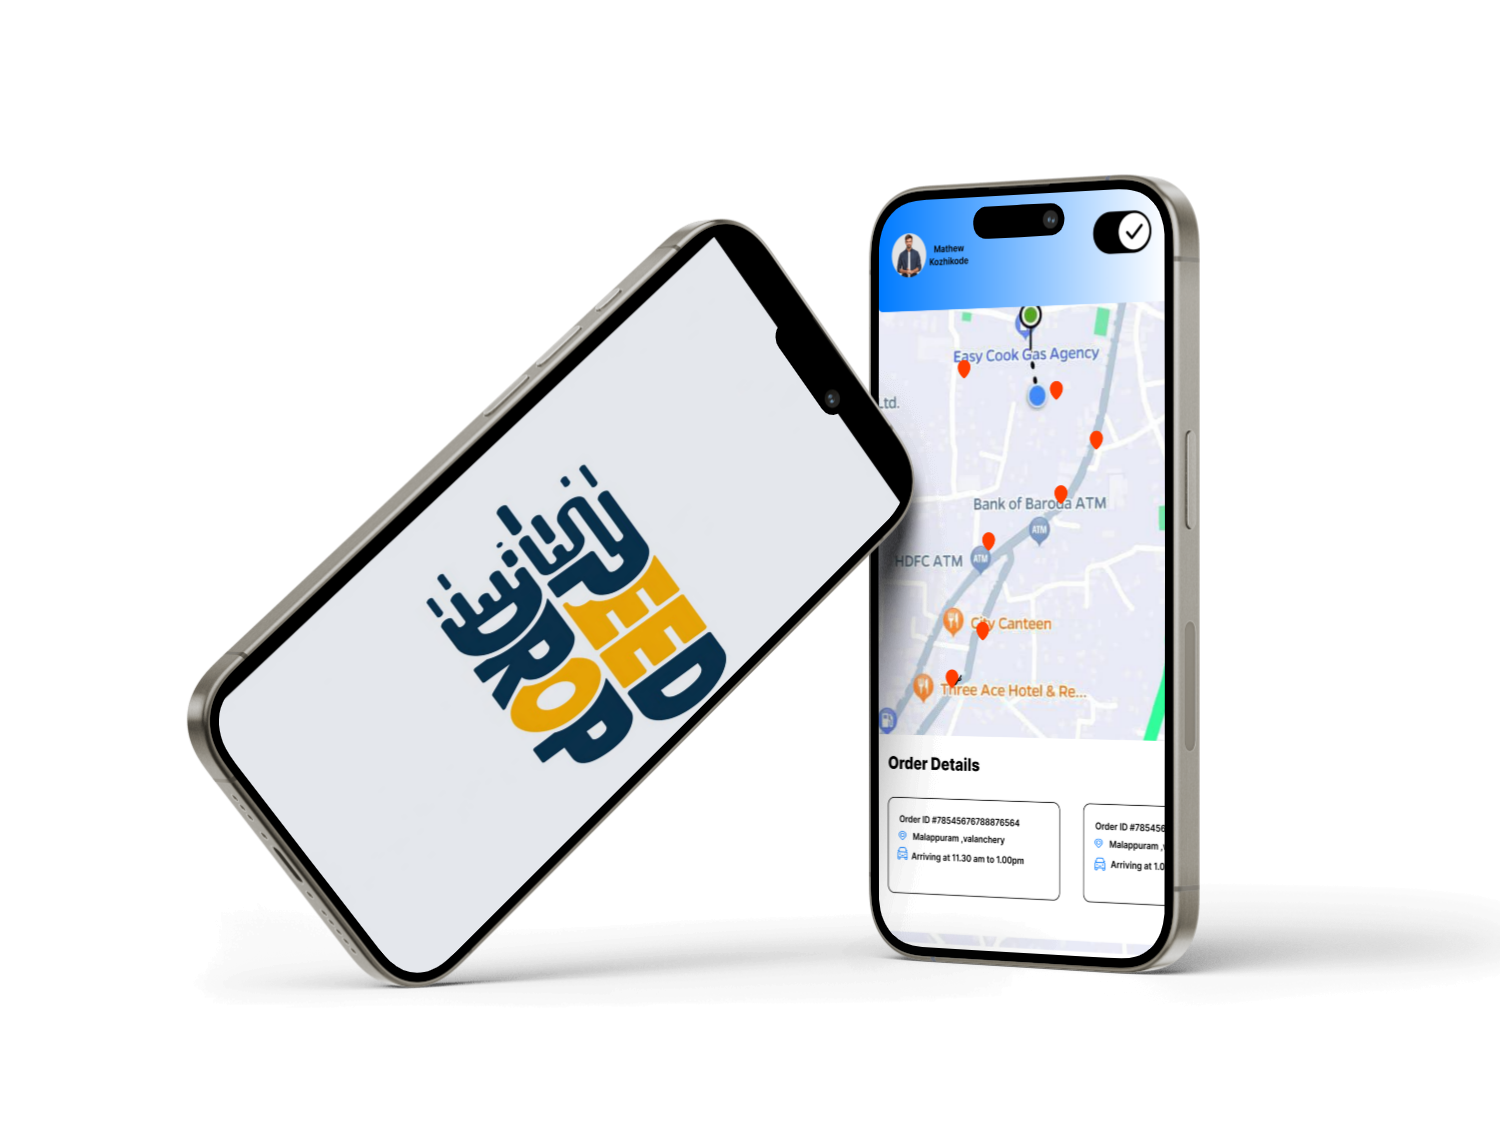 SPEED
DROP
Mathew
Kozhikode
Easy Cook Gas Agency
Ltd.
Bank of Baroda ATM
ATM
HDFC ATM
ATM
City Canteen
Three Ace Hotel & Re...
Order Details
Order ID #78545676788876564
Malappuram ,valanchery
Arriving at 11.30 am to 1.00pm
Order ID #785456
Malappuram ,v
Arriving at 1.0